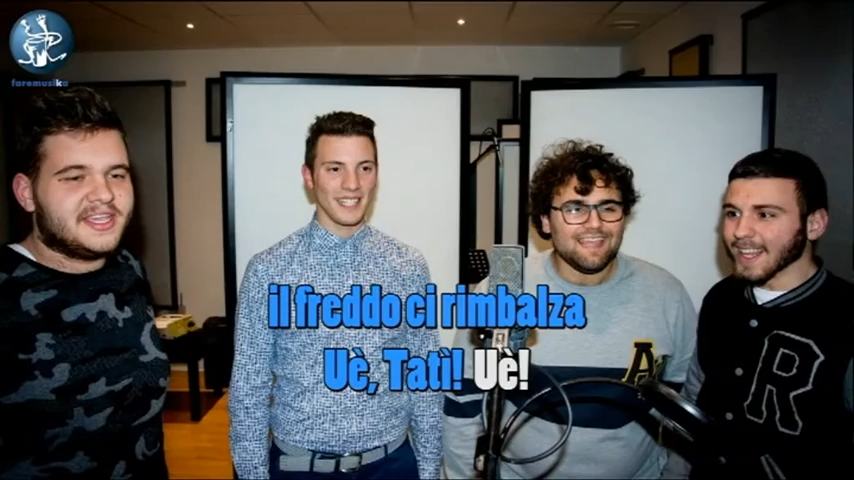 faremusika
il freddo ci rimbalza
Uè, Tatì! Uè!
A
R